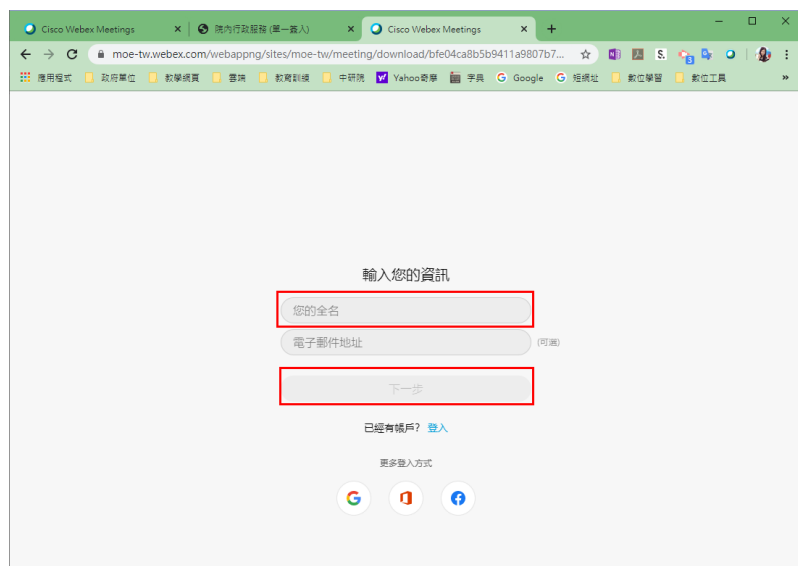 Cisco Webex Meetings
院內行政服務 (單一簽入)
Cisco Webex Meetings
moe-tw.webex.com/webappng/sites/moe-tw/meeting/download/bfe04ca8b5b9411a9807b7...
應用程式 政府單位 教學網頁 雲端 教育訓練 中研院 Yahoo奇摩 字典 Google 短網址 數位學習 數位工具 »
輸入您的資訊
您的全名
電子郵件地址 (可選)
下一步
已經有帳戶? 登入
更多登入方式